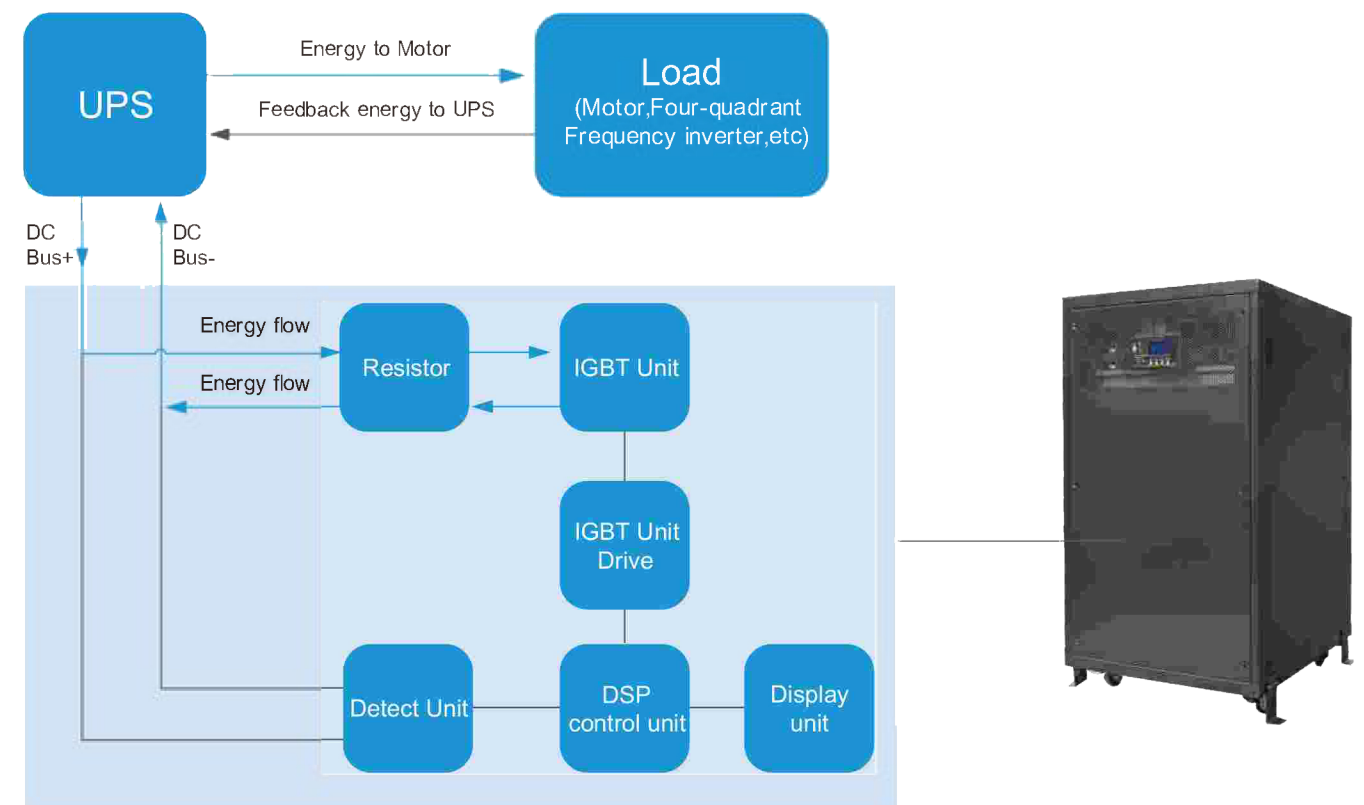 Energy to Motor
UPS
Load
(Motor,Four-quadrant
Frequency inverter,etc)
Feedback energy to UPS
DC
Bus+
DC
Bus-
Energy flow
Resistor
IGBT Unit
Energy flow
IGBT Unit
Drive
Detect Unit
DSP
control unit
Display
unit